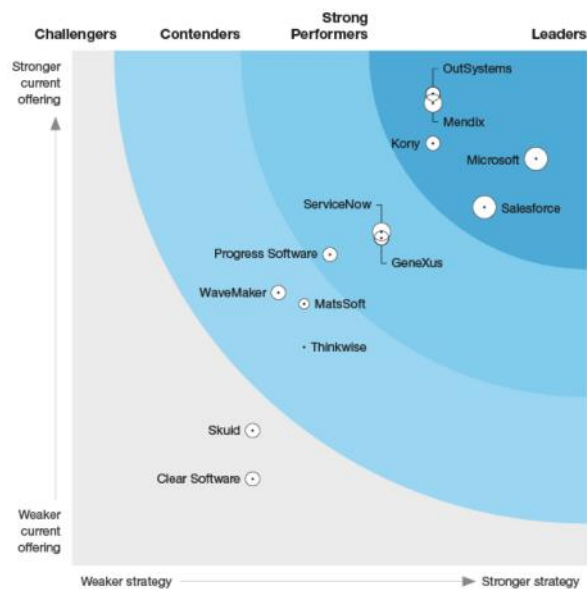 Challengers
Contenders
Strong
Performers
Leaders
Stronger
current
offering
OutSystems
Mendix
Kony
Microsoft
Salesforce
ServiceNow
GeneXus
Progress Software
WaveMaker
MatsSoft
Thinkwise
Skuid
Clear Software
Weaker
current
offering
Weaker strategy
Stronger strategy